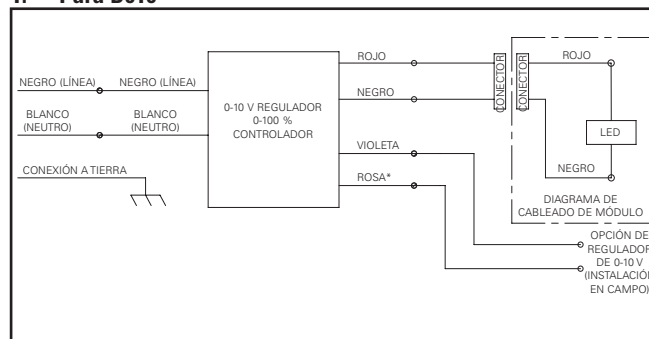 NEGRO (LÍNEA)
NEGRO (LÍNEA)
BLANCO
(NEUTRO)
BLANCO
(NEUTRO)
CONEXIÓN A TIERRA
0-10 V REGULADOR
0-100 %
CONTROLADOR
ROJO
NEGRO
VIOLETA
ROSA*
CONECTOR
CONECTOR
ROJO
LED
NEGRO
DIAGRAMA DE
CABLEADO DE MÓDULO
OPCIÓN DE
REGULADOR
DE 0-10 V
(INSTALACIÓN
EN CAMPO)